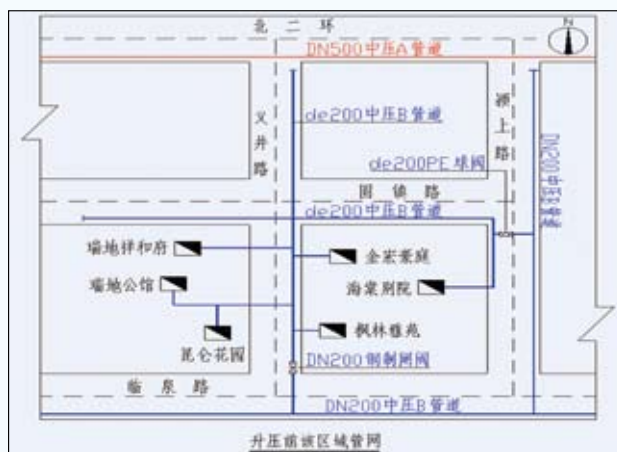 北二环
N
DN500中压A管道
义井路
de200中压B管道
颍上路
de200PE球阀
DN200中压B管道
固镇路
de200中压B管道
瑞地祥和府
金宏豪庭
瑞地公馆
海棠别院
昆仑花园
枫林雅苑
DN200钢制闸阀
临泉路
DN200中压B管道
升压前该区域管网